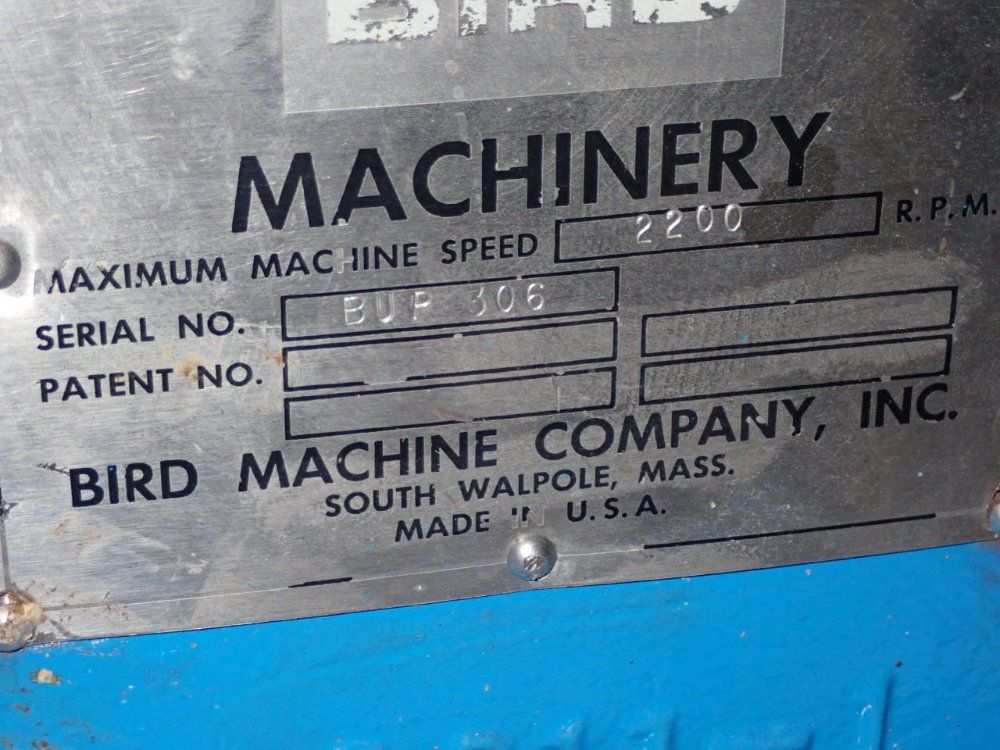 BIRD
MACHINERY
MAXIMUM MACHINE SPEED 2200 R.P.M.
SERIAL NO. BUP 306
PATENT NO.
BIRD MACHINE COMPANY, INC.
SOUTH WALPOLE, MASS.
MADE IN U.S.A.